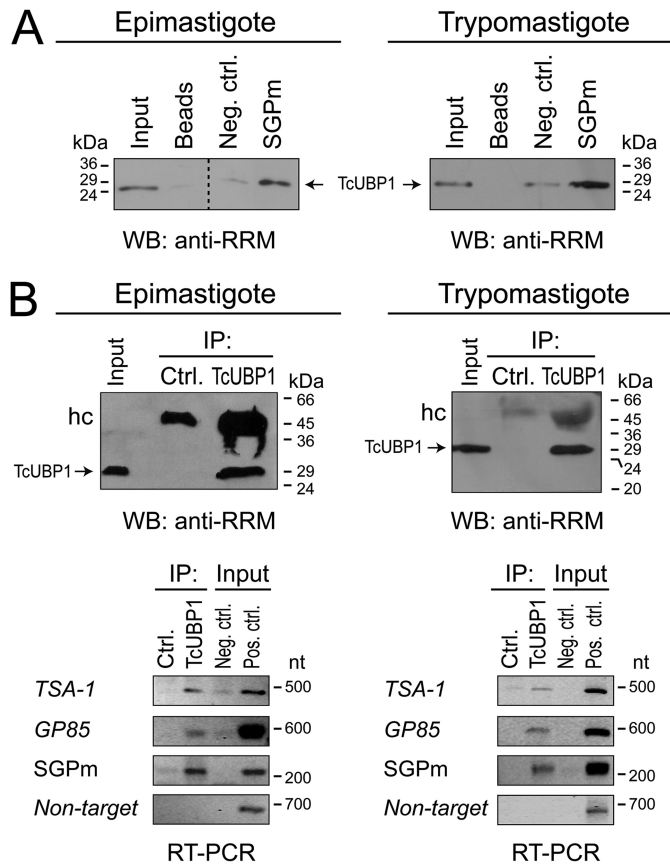 A
Epimastigote
Trypomastigote
Input
Beads
Neg. ctrl.
SGPm
Input
Beads
Neg. ctrl.
SGPm
kDa
36
29
24
TcUBP1
kDa
36
29
24
WB: anti-RRM
WB: anti-RRM
B
Epimastigote
Trypomastigote
Input
IP:
Ctrl.
TcUBP1
kDa
hc
TcUBP1
66
45
36
29
24
Input
IP:
Ctrl.
TcUBP1
kDa
hc
TcUBP1
66
45
36
29
24
20
WB: anti-RRM
WB: anti-RRM
IP:
Input
Ctrl.
TcUBP1
Neg. ctrl.
Pos. ctrl.
nt
TSA-1
500
GP85
600
SGPm
200
Non-target
700
RT-PCR
IP:
Input
Ctrl.
TcUBP1
Neg. ctrl.
Pos. ctrl.
nt
TSA-1
500
GP85
600
SGPm
200
Non-target
700
RT-PCR